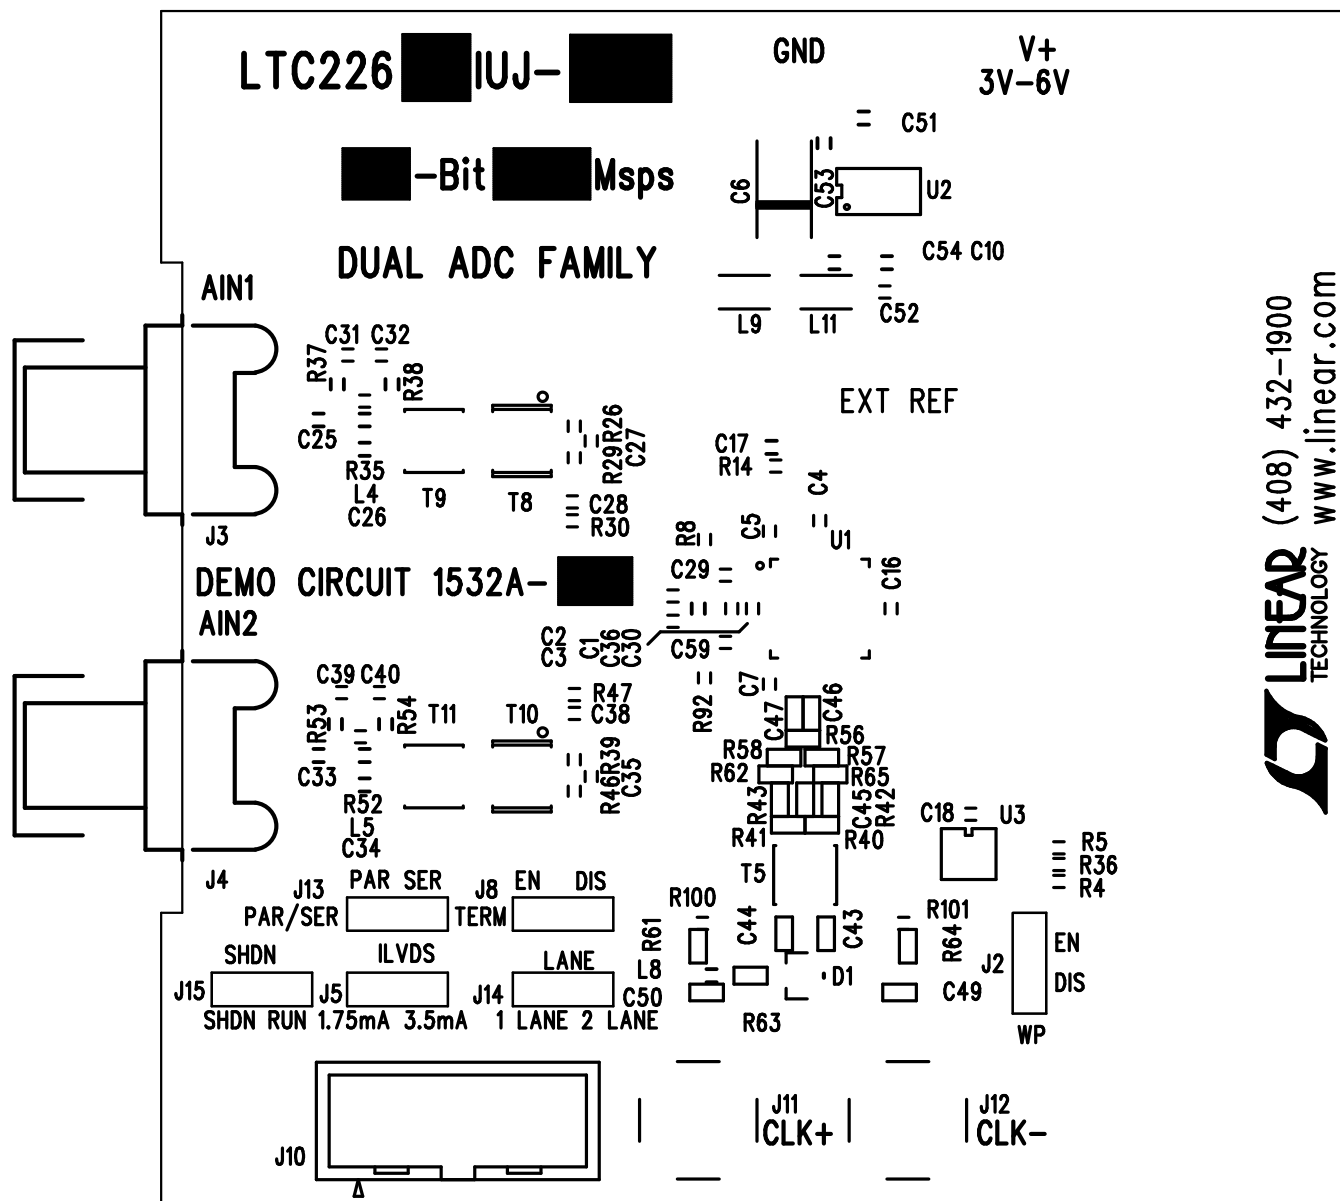 LTC226 IUJ-
GND
V+
3V-6V
C51
-Bit Msps
C6
C53
U2
DUAL ADC FAMILY
C54 C10
C52
L9
L11
AIN1
C31
C32
R37
R38
EXT REF
C25
R26
R29
C27
C17
R14
R35
L4
C26
T9
T8
C28
R30
C4
J3
R8
C5
U1
DEMO CIRCUIT 1532A-
C29
C16
AIN2
C2
C3
C1
C36
C30
C59
C39
C40
R47
C38
R92
C7
R53
R54
T11
T10
C47
C46
R56
C33
R39
R46
C35
R58
R57
R62
R65
R52
L5
C34
R43
C45
R42
R41
R40
C18
U3
R5
R36
R4
J4
J13
PAR SER
J8
EN DIS
T5
PAR/SER
TERM
R100
R101
R61
C44
C43
R64
J2
EN
DIS
WP
SHDN
ILVDS
LANE
L8
D1
J15
J5
J14
C50
C49
SHDN RUN 1.75mA 3.5mA 1 LANE 2 LANE
R63
J10
J11
CLK+
J12
CLK-
LINEAR
TECHNOLOGY
(408) 432-1900
www.linear.com